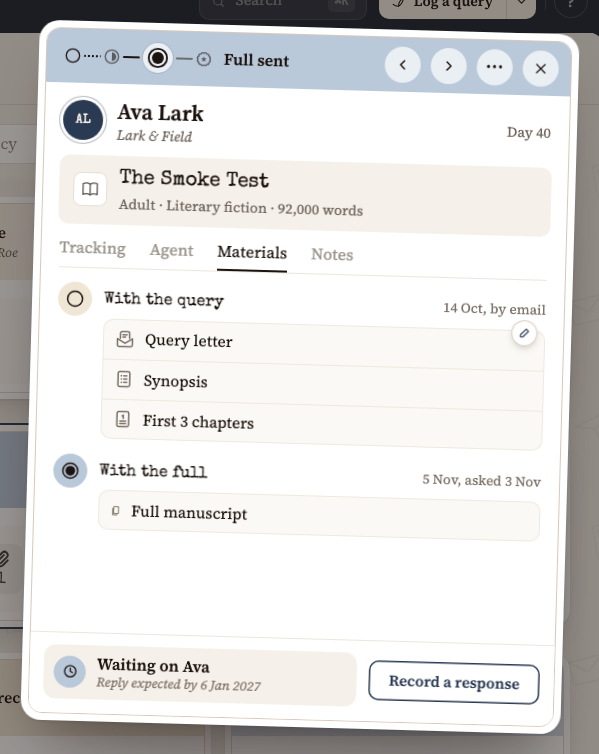 Search ⌘K
Log a query
?
Full sent
AL
Ava Lark
Lark & Field
Day 40
The Smoke Test
Adult · Literary fiction · 92,000 words
Tracking Agent Materials Notes
With the query
14 Oct, by email
Query letter
Synopsis
First 3 chapters
With the full
5 Nov, asked 3 Nov
Full manuscript
Waiting on Ava
Reply expected by 6 Jan 2027
Record a response
Roe